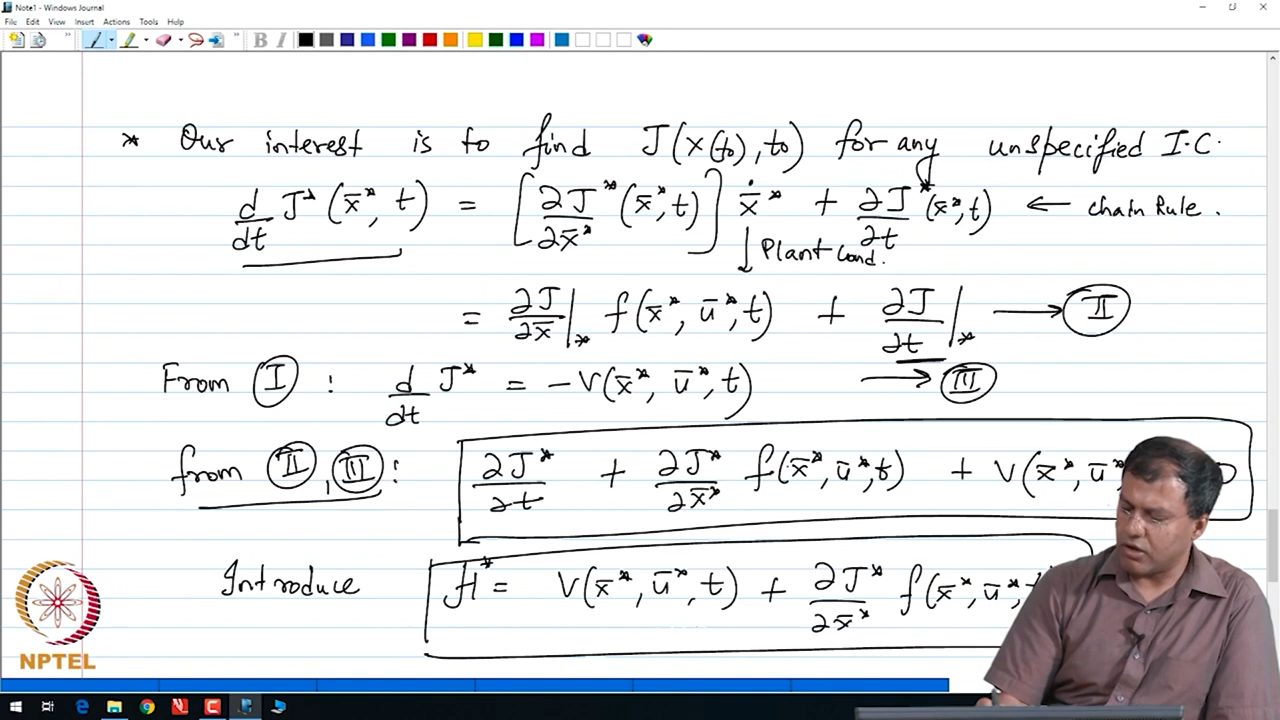 Note1 - Windows Journal
File Edit View Insert Actions Tools Help
B I
* Our interest is to find J(x(t0), t0) for any unspecified I.C.
d/dt J*(x̄*, t) = [∂J*/∂x̄* (x̄*, t)] ẋ̄* + ∂J*/∂t (x̄*, t) ← chain Rule.
↓ Plant Cond.
= ∂J/∂x̄ |* f(x̄*, ū*, t) + ∂J/∂t |* → II
From I : d/dt J* = -V(x̄*, ū*, t) → III
from II, III : ∂J*/∂t + ∂J*/∂x̄* f(x̄*, ū*, t) + V(x̄*, ū*
Introduce H* = V(x̄*, ū*, t) + ∂J*/∂x̄* f(x̄*, ū*, t
NPTEL